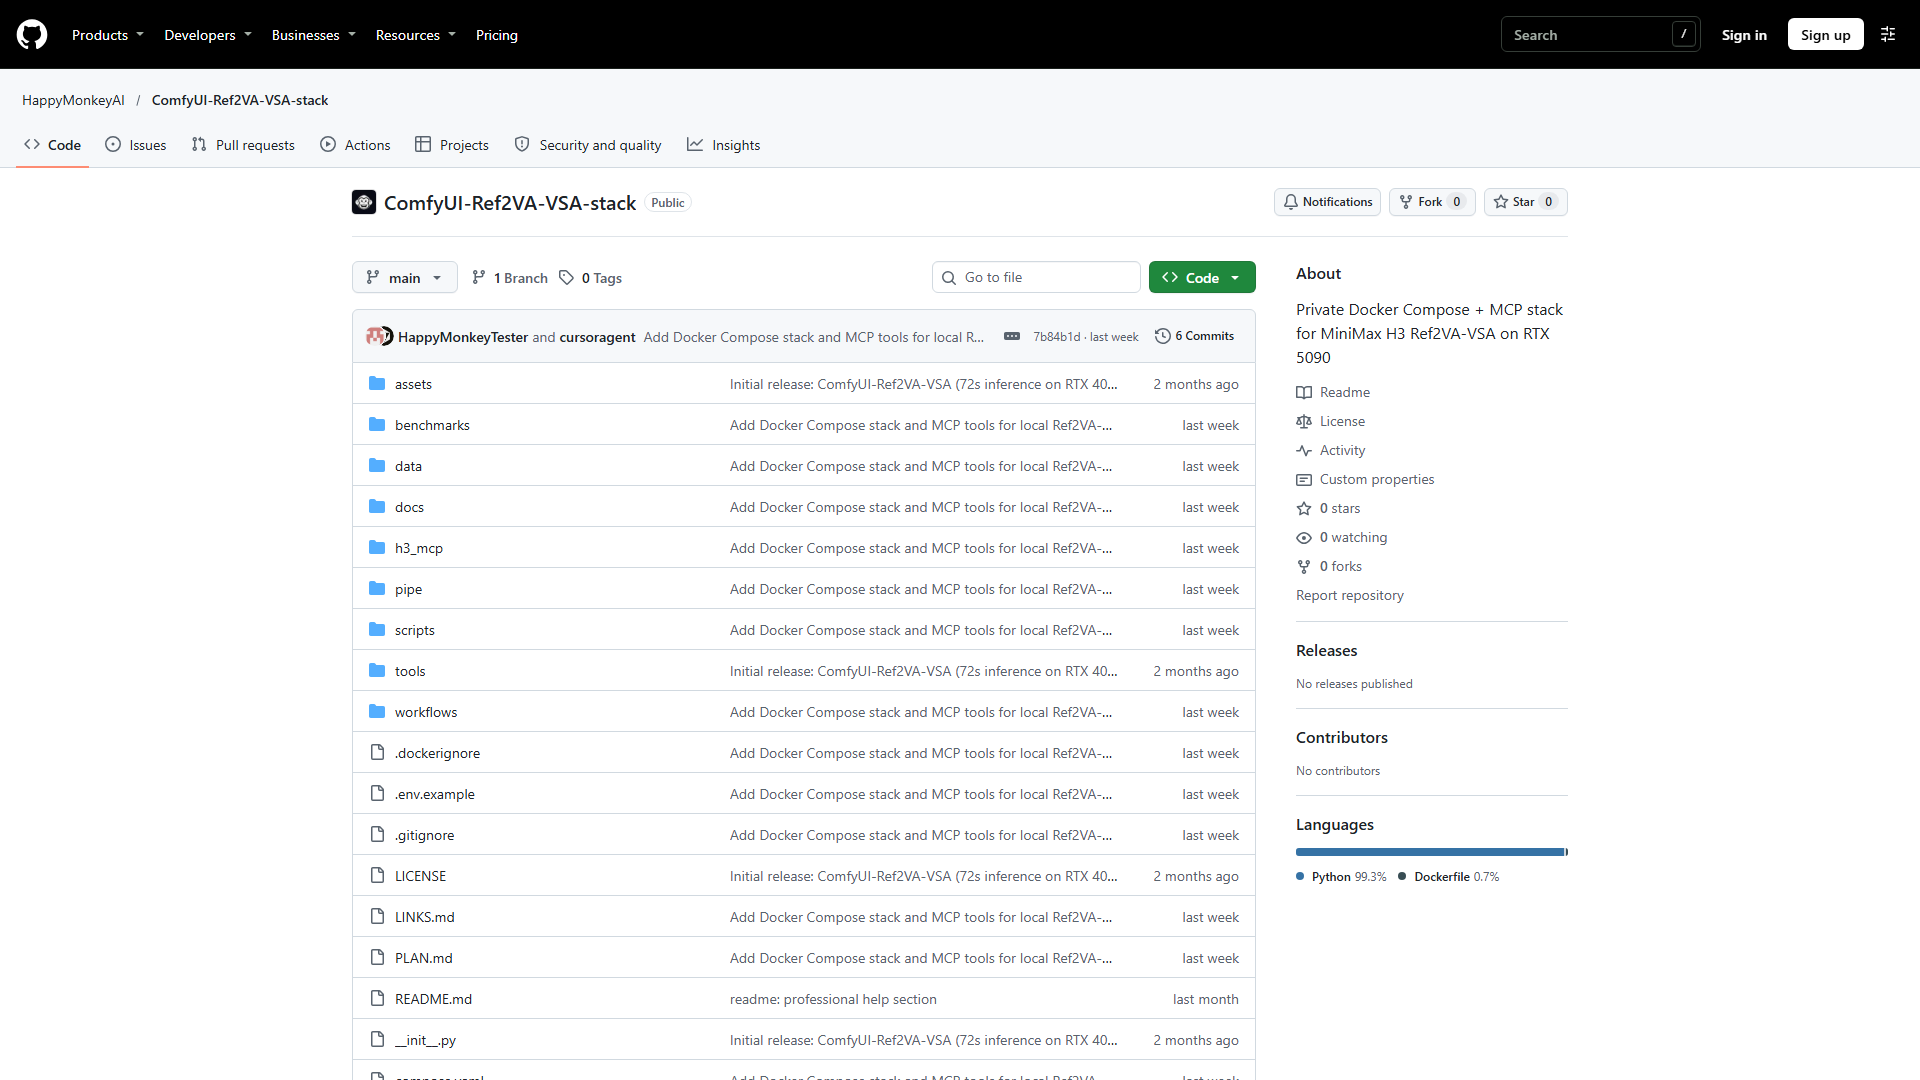 Products Developers Businesses Resources Pricing Search / Sign in Sign up
HappyMonkeyAI / ComfyUI-Ref2VA-VSA-stack
Code Issues Pull requests Actions Projects Security and quality Insights
ComfyUI-Ref2VA-VSA-stack Public Notifications Fork 0 Star 0
main 1 Branch 0 Tags Go to file Code
HappyMonkeyTester and cursoragent Add Docker Compose stack and MCP tools for local R... 7b84b1d · last week 6 Commits
assets Initial release: ComfyUI-Ref2VA-VSA (72s inference on RTX 40... 2 months ago
benchmarks Add Docker Compose stack and MCP tools for local Ref2VA-... last week
data Add Docker Compose stack and MCP tools for local Ref2VA-... last week
docs Add Docker Compose stack and MCP tools for local Ref2VA-... last week
h3_mcp Add Docker Compose stack and MCP tools for local Ref2VA-... last week
pipe Add Docker Compose stack and MCP tools for local Ref2VA-... last week
scripts Add Docker Compose stack and MCP tools for local Ref2VA-... last week
tools Initial release: ComfyUI-Ref2VA-VSA (72s inference on RTX 40... 2 months ago
workflows Add Docker Compose stack and MCP tools for local Ref2VA-... last week
.dockerignore Add Docker Compose stack and MCP tools for local Ref2VA-... last week
.env.example Add Docker Compose stack and MCP tools for local Ref2VA-... last week
.gitignore Add Docker Compose stack and MCP tools for local Ref2VA-... last week
LICENSE Initial release: ComfyUI-Ref2VA-VSA (72s inference on RTX 40... 2 months ago
LINKS.md Add Docker Compose stack and MCP tools for local Ref2VA-... last week
PLAN.md Add Docker Compose stack and MCP tools for local Ref2VA-... last week
README.md readme: professional help section last month
__init__.py Initial release: ComfyUI-Ref2VA-VSA (72s inference on RTX 40... 2 months ago
About
Private Docker Compose + MCP stack
for MiniMax H3 Ref2VA-VSA on RTX
5090
Readme
License
Activity
Custom properties
0 stars
0 watching
0 forks
Report repository
Releases
No releases published
Contributors
No contributors
Languages
Python 99.3% Dockerfile 0.7%